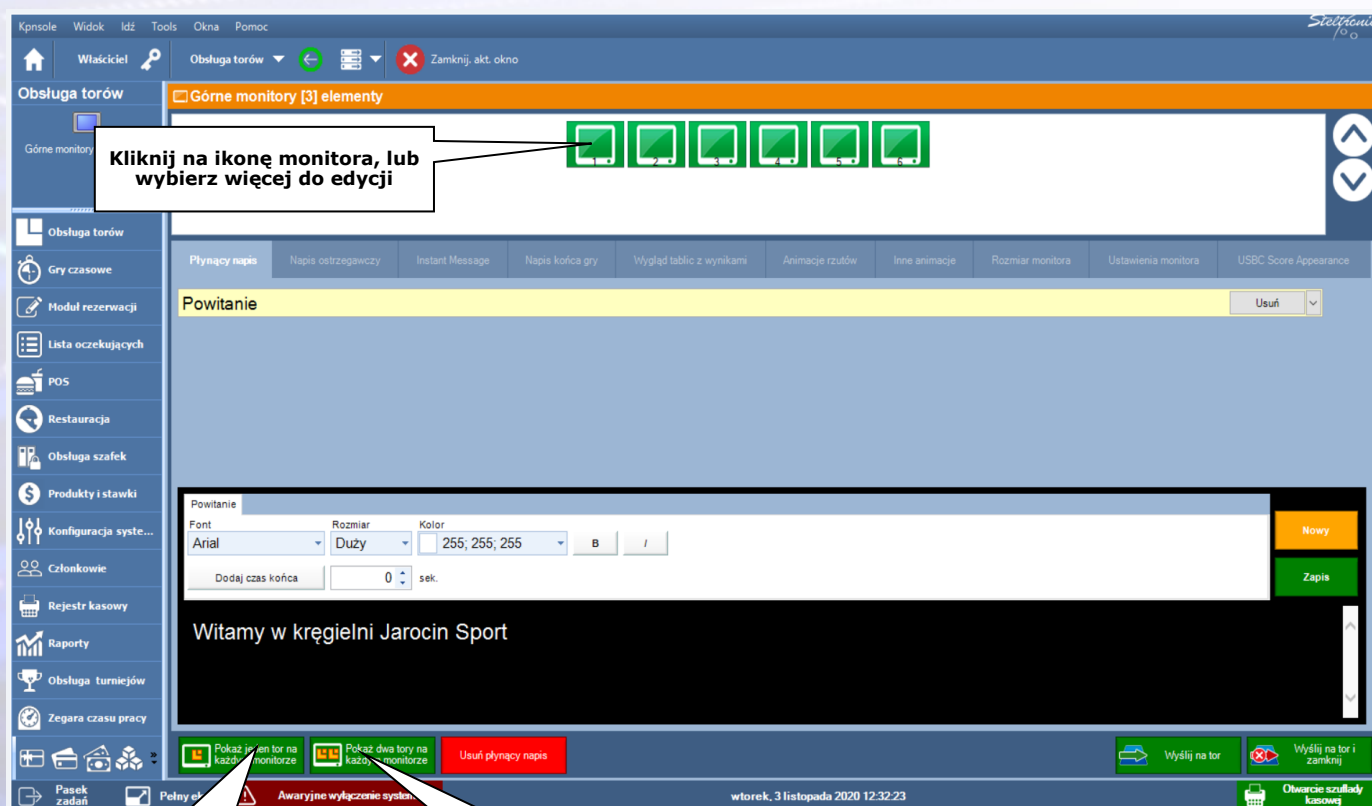 Kpnsole Widok Idź Tools Okna Pomoc
Steltronic
Właściciel Obsługa torów Zamknij. akt. okno
Obsługa torów
Górne monitory [3] elementy
Górne monitory
Kliknij na ikonę monitora, lub
wybierz więcej do edycji
1 2 3 4 5 6
Obsługa torów
Gry czasowe
Moduł rezerwacji
Lista oczekujących
POS
Restauracja
Obsługa szafek
Produkty i stawki
Konfiguracja syste...
Członkowie
Rejestr kasowy
Raporty
Obsługa turniejów
Zegara czasu pracy
Płynący napis Napis ostrzegawczy Instant Message Napis końca gry Wygląd tablic z wynikami Animacje rzutów Inne animacje Rozmiar monitora Ustawienia monitora USBC Score Appearance
Powitanie Usuń
Powitanie
Font Rozmiar Kolor
Arial Duży 255; 255; 255 B I
Dodaj czas końca 0 sek.
Nowy
Zapis
Witamy w kręgielni Jarocin Sport
Pokaż jeden tor na
każdym monitorze
Pokaż dwa tory na
każdym monitorze
Usuń płynący napis
Wyślij na tor
Wyślij na tor i
zamknij
Pasek
zadań
Pełny
Awaryjne wyłączenie
wtorek, 3 listopada 2020 12:32:23
Otwarcie szuflady
kasowej